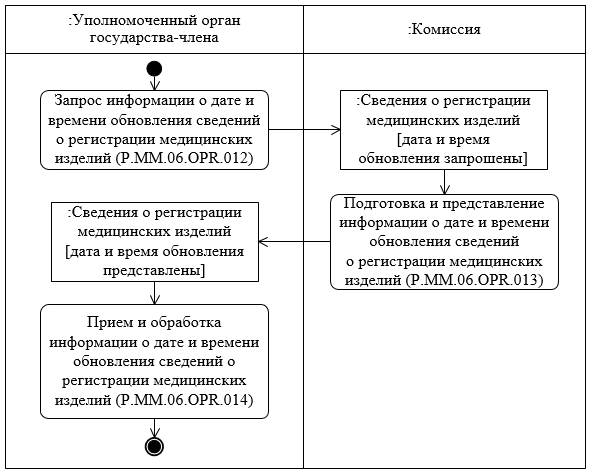 :Уполномоченный орган
государства-члена
:Комиссия
Запрос информации о дате и
времени обновления сведений
о регистрации медицинских
изделий (P.MM.06.OPR.012)
:Сведения о регистрации
медицинских изделий
[дата и время
обновления запрошены]
Подготовка и представление
информации о дате и времени
обновления сведений
о регистрации медицинских
изделий (P.MM.06.OPR.013)
:Сведения о регистрации
медицинских изделий
[дата и время обновления
представлены]
Прием и обработка
информации о дате и времени
обновления сведений о
регистрации медицинских
изделий (P.MM.06.OPR.014)